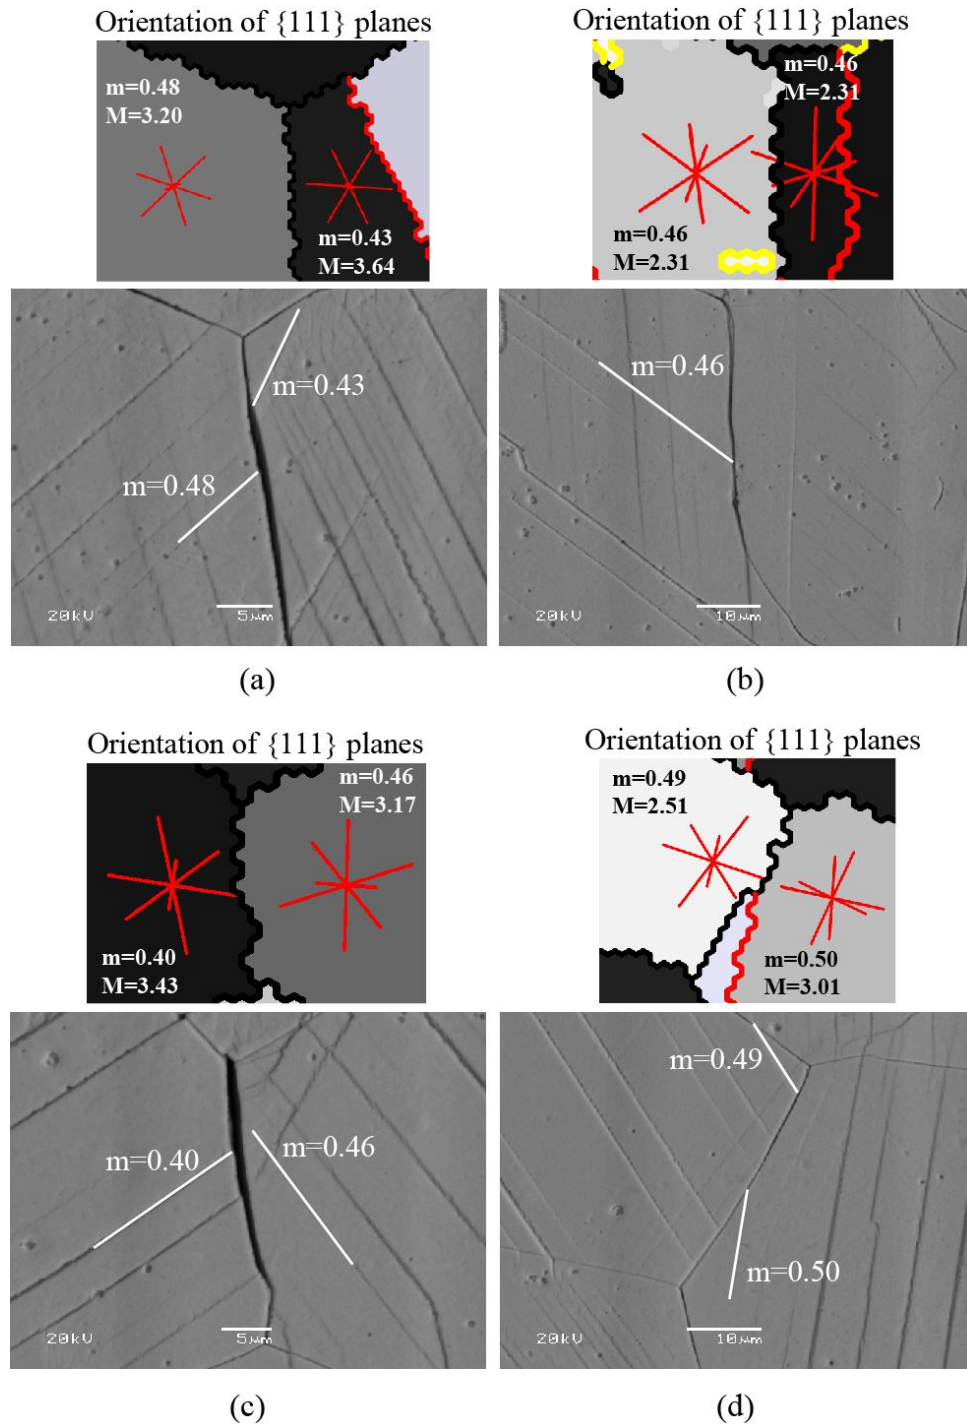 Orientation of {111} planes
m=0.48
M=3.20
m=0.43
M=3.64
m=0.43
m=0.48
20kV
5μm
(a)
Orientation of {111} planes
m=0.46
M=2.31
m=0.46
M=2.31
m=0.46
20kV
10μm
(b)
Orientation of {111} planes
m=0.46
M=3.17
m=0.40
M=3.43
m=0.40
m=0.46
20kV
5μm
(c)
Orientation of {111} planes
m=0.49
M=2.51
m=0.50
M=3.01
m=0.49
m=0.50
20kV
10μm
(d)